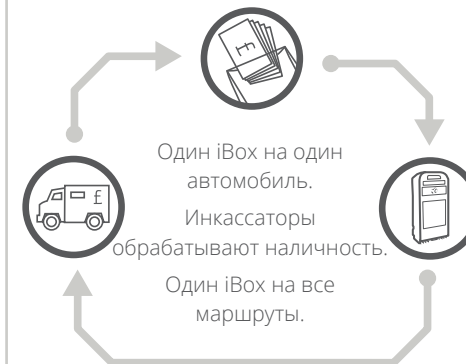 £
Один iBox на один
автомобиль.
£
Инкассаторы
обрабатывают наличность.
Один iBox на все
маршруты.